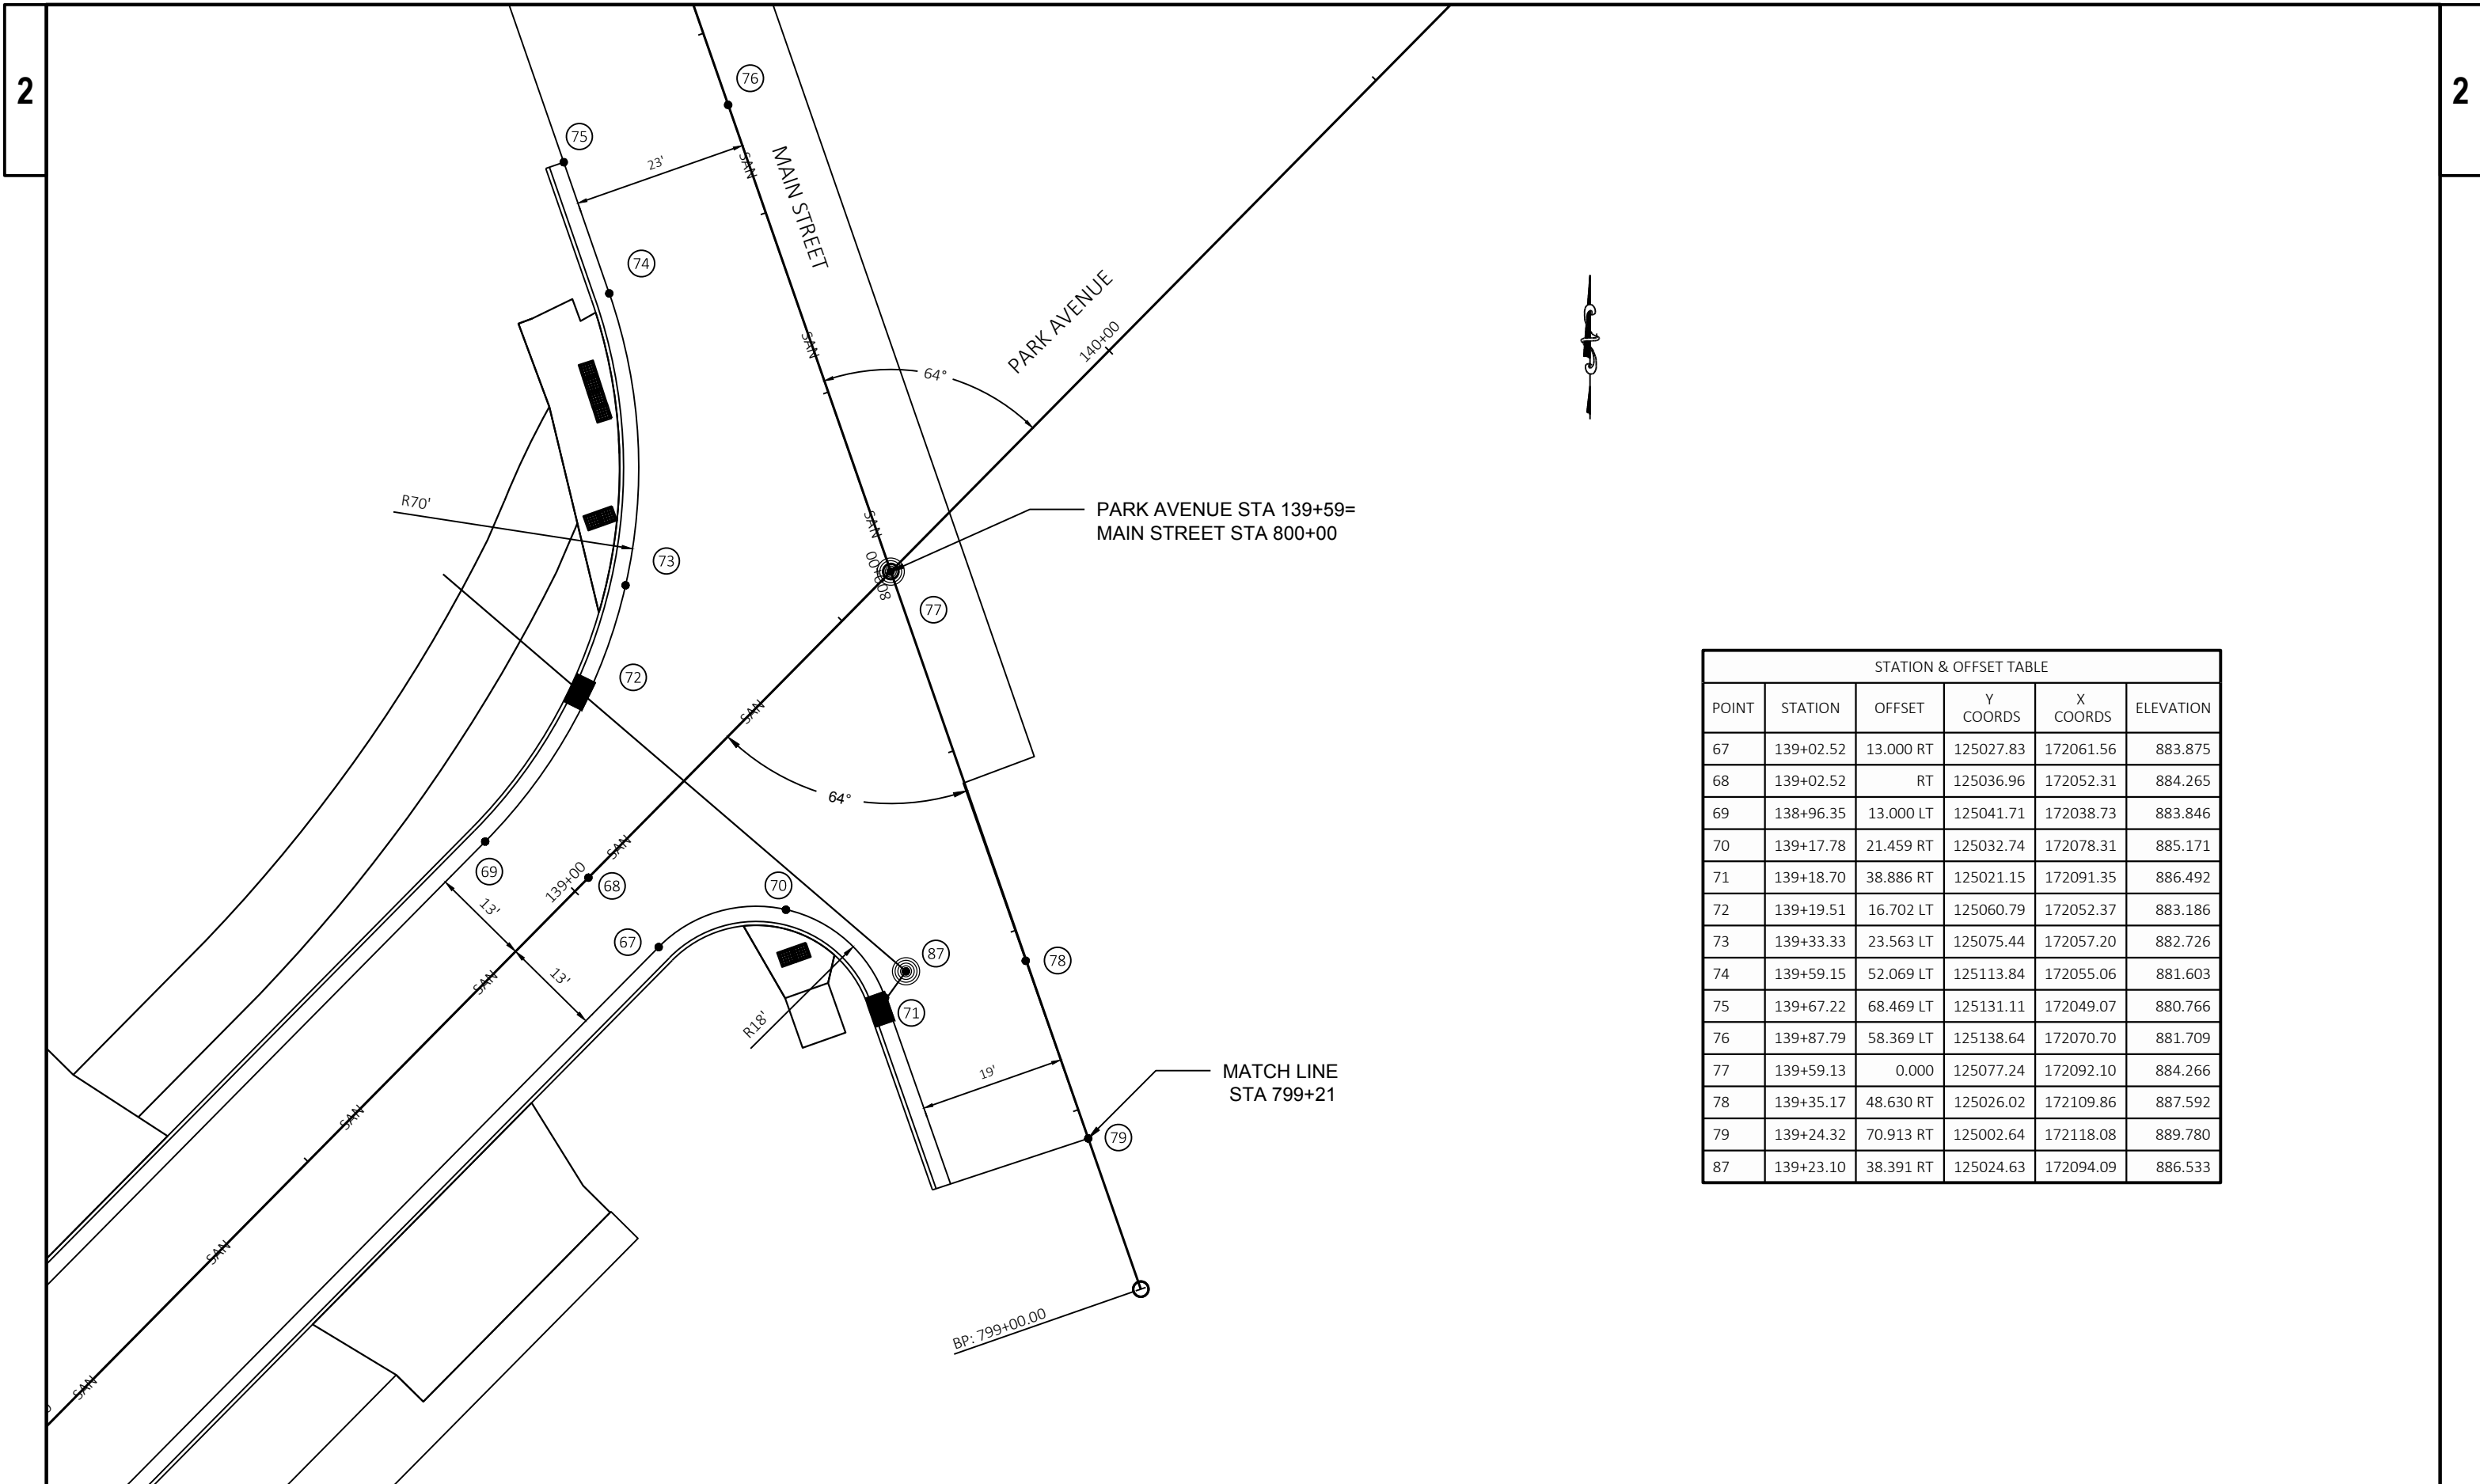 2
2
76
75
23'
SAN
MAIN STREET
74
SAN
PARK AVENUE
140+00
64°
R70'
SAN
PARK AVENUE STA 139+59=
MAIN STREET STA 800+00
800+00
73
77
72
SAN
64°
SAN
69
139+00
68
70
13'
67
87
78
13'
SAN
71
R18'
19'
MATCH LINE
STA 799+21
SAN
79
SAN
BP: 799+00.00
SAN
STATION & OFFSET TABLE
POINT STATION OFFSET Y COORDS X COORDS ELEVATION
67 139+02.52 13.000 RT 125027.83 172061.56 883.875
68 139+02.52 RT 125036.96 172052.31 884.265
69 138+96.35 13.000 LT 125041.71 172038.73 883.846
70 139+17.78 21.459 RT 125032.74 172078.31 885.171
71 139+18.70 38.886 RT 125021.15 172091.35 886.492
72 139+19.51 16.702 LT 125060.79 172052.37 883.186
73 139+33.33 23.563 LT 125075.44 172057.20 882.726
74 139+59.15 52.069 LT 125113.84 172055.06 881.603
75 139+67.22 68.469 LT 125131.11 172049.07 880.766
76 139+87.79 58.369 LT 125138.64 172070.70 881.709
77 139+59.13 0.000 125077.24 172092.10 884.266
78 139+35.17 48.630 RT 125026.02 172109.86 887.592
79 139+24.32 70.913 RT 125002.64 172118.08 889.780
87 139+23.10 38.391 RT 125024.63 172094.09 886.533